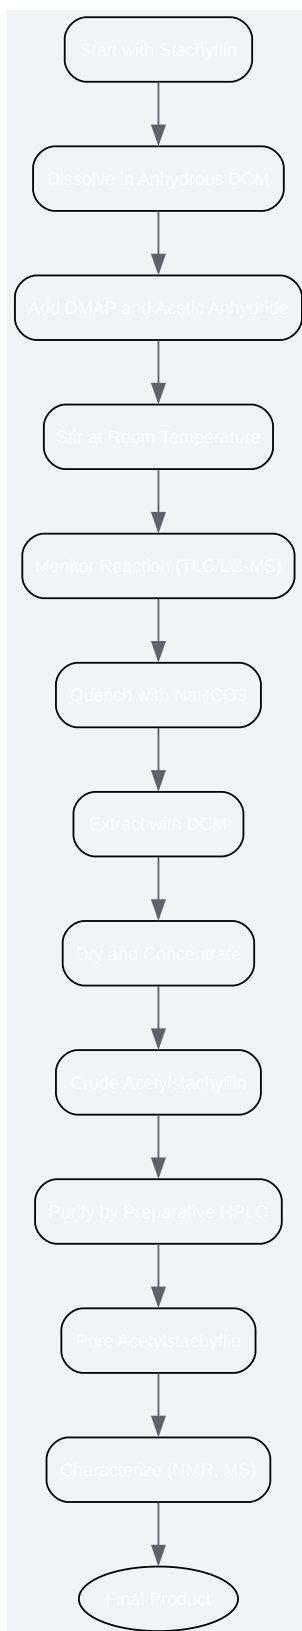 Start with Stachyflin
Dissolve in Anhydrous DCM
Add DMAP and Acetic Anhydride
Stir at Room Temperature
Monitor Reaction (TLC/LC-MS)
Quench with NaHCO3
Extract with DCM
Dry and Concentrate
Crude Acetylstachyflin
Purify by Preparative HPLC
Pure Acetylstachyflin
Characterize (NMR, MS)
Final Product